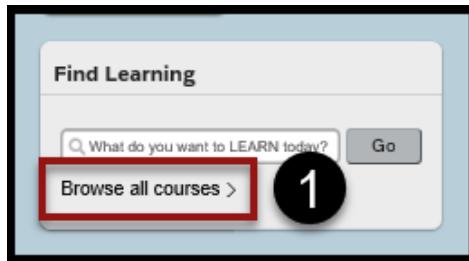 Find Learning
What do you want to LEARN today? Go
Browse all courses >
1